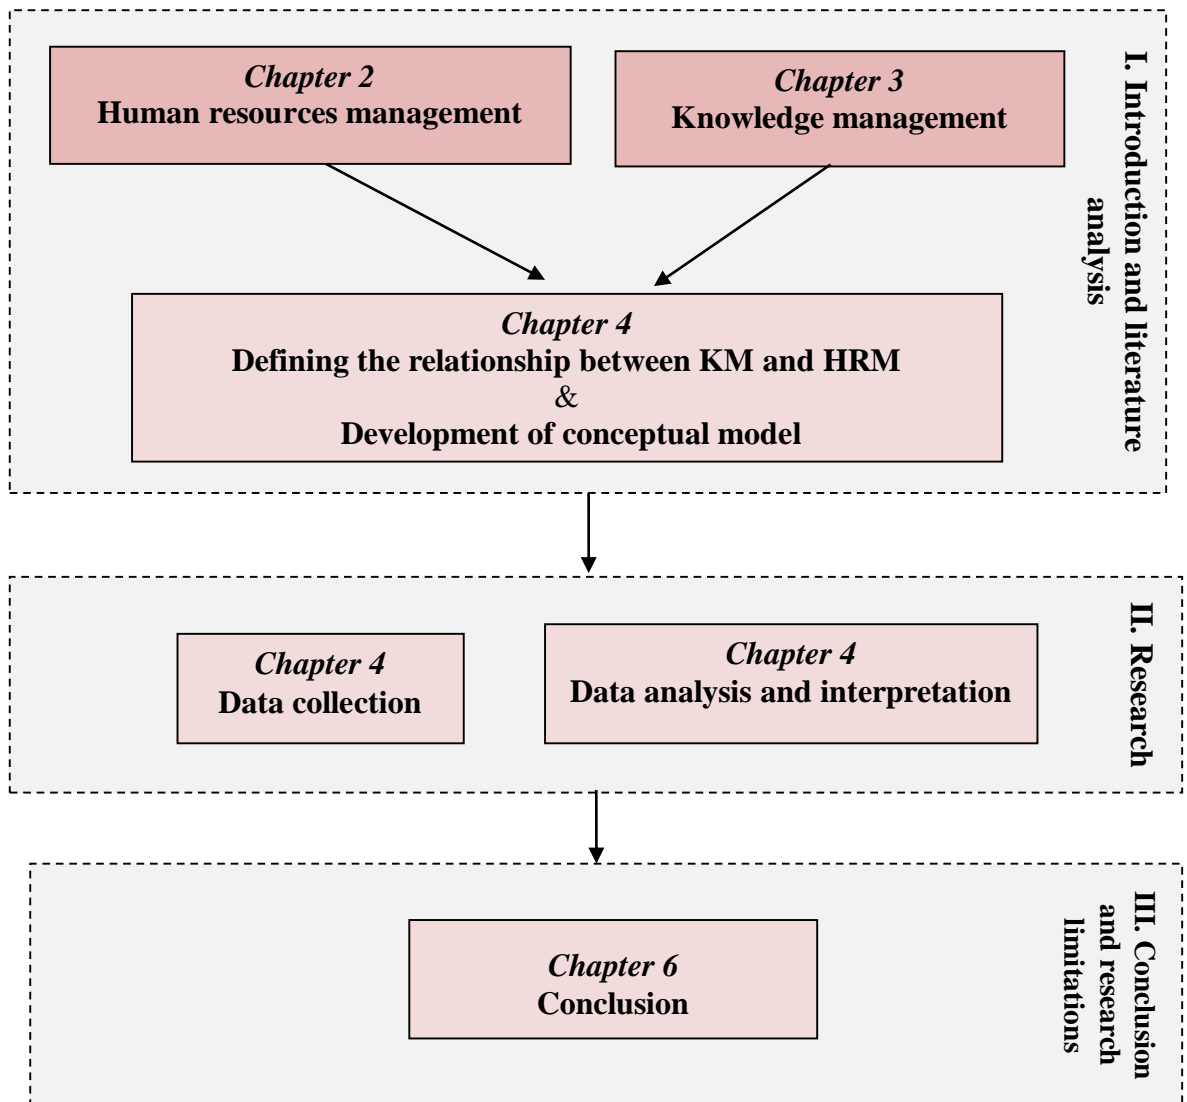 Chapter 2
Human resources management
Chapter 3
Knowledge management
I. Introduction and literature
analysis
Chapter 4
Defining the relationship between KM and HRM
&
Development of conceptual model
II. Research
Chapter 4
Data collection
Chapter 4
Data analysis and interpretation
III. Conclusion
and research
limitations
Chapter 6
Conclusion